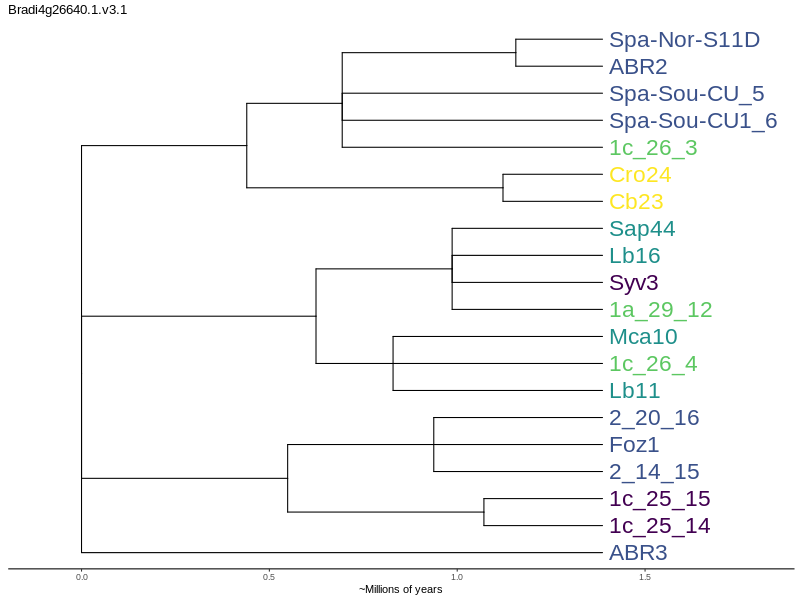 Bradi4g26640.1.v3.1
Spa-Nor-S11D
ABR2
Spa-Sou-CU_5
Spa-Sou-CU1_6
1c_26_3
Cro24
Cb23
Sap44
Lb16
Syv3
1a_29_12
Mca10
1c_26_4
Lb11
2_20_16
Foz1
2_14_15
1c_25_15
1c_25_14
ABR3
0.0 0.5 1.0 1.5
~Millions of years